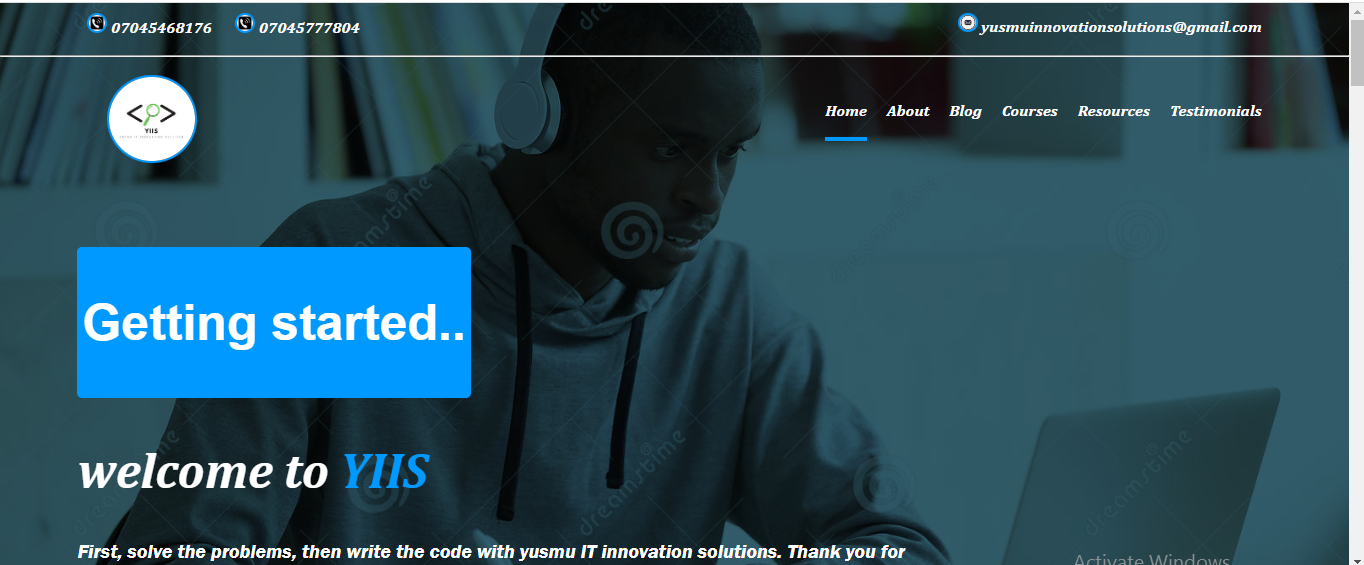 07045468176 07045777804 yusmuinnovationsolutions@gmail.com
YIIS
Home About Blog Courses Resources Testimonials
dreamstime
Getting started..
welcome to YIIS
First, solve the problems, then write the code with yusmu IT innovation solutions. Thank you for
Activate Windows